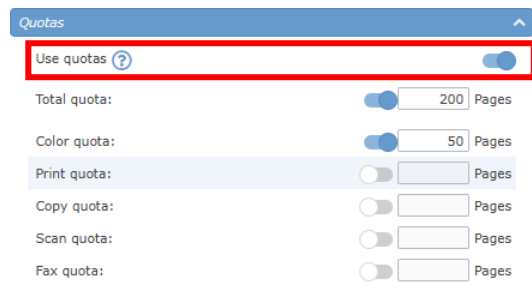 Quotas
Use quotas ?
Total quota: 200 Pages
Color quota: 50 Pages
Print quota: Pages
Copy quota: Pages
Scan quota: Pages
Fax quota: Pages